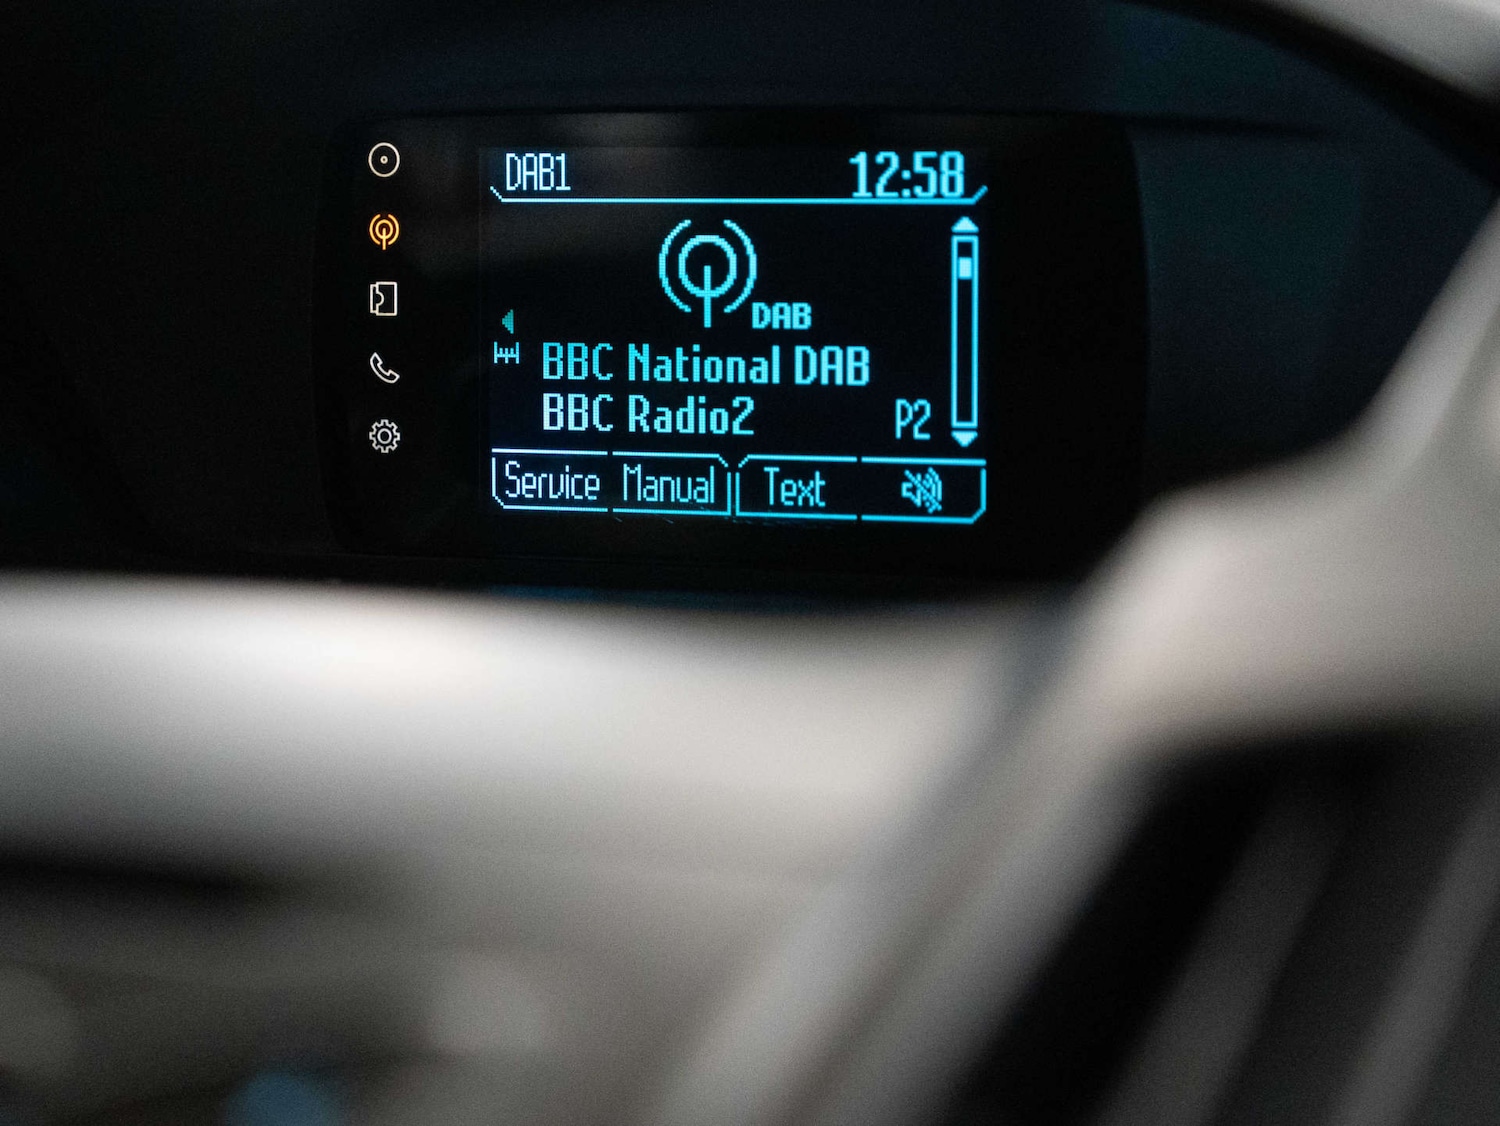 DAB1 12:58
DAB
BBC National DAB
BBC Radio2 P2
Service Manual Text